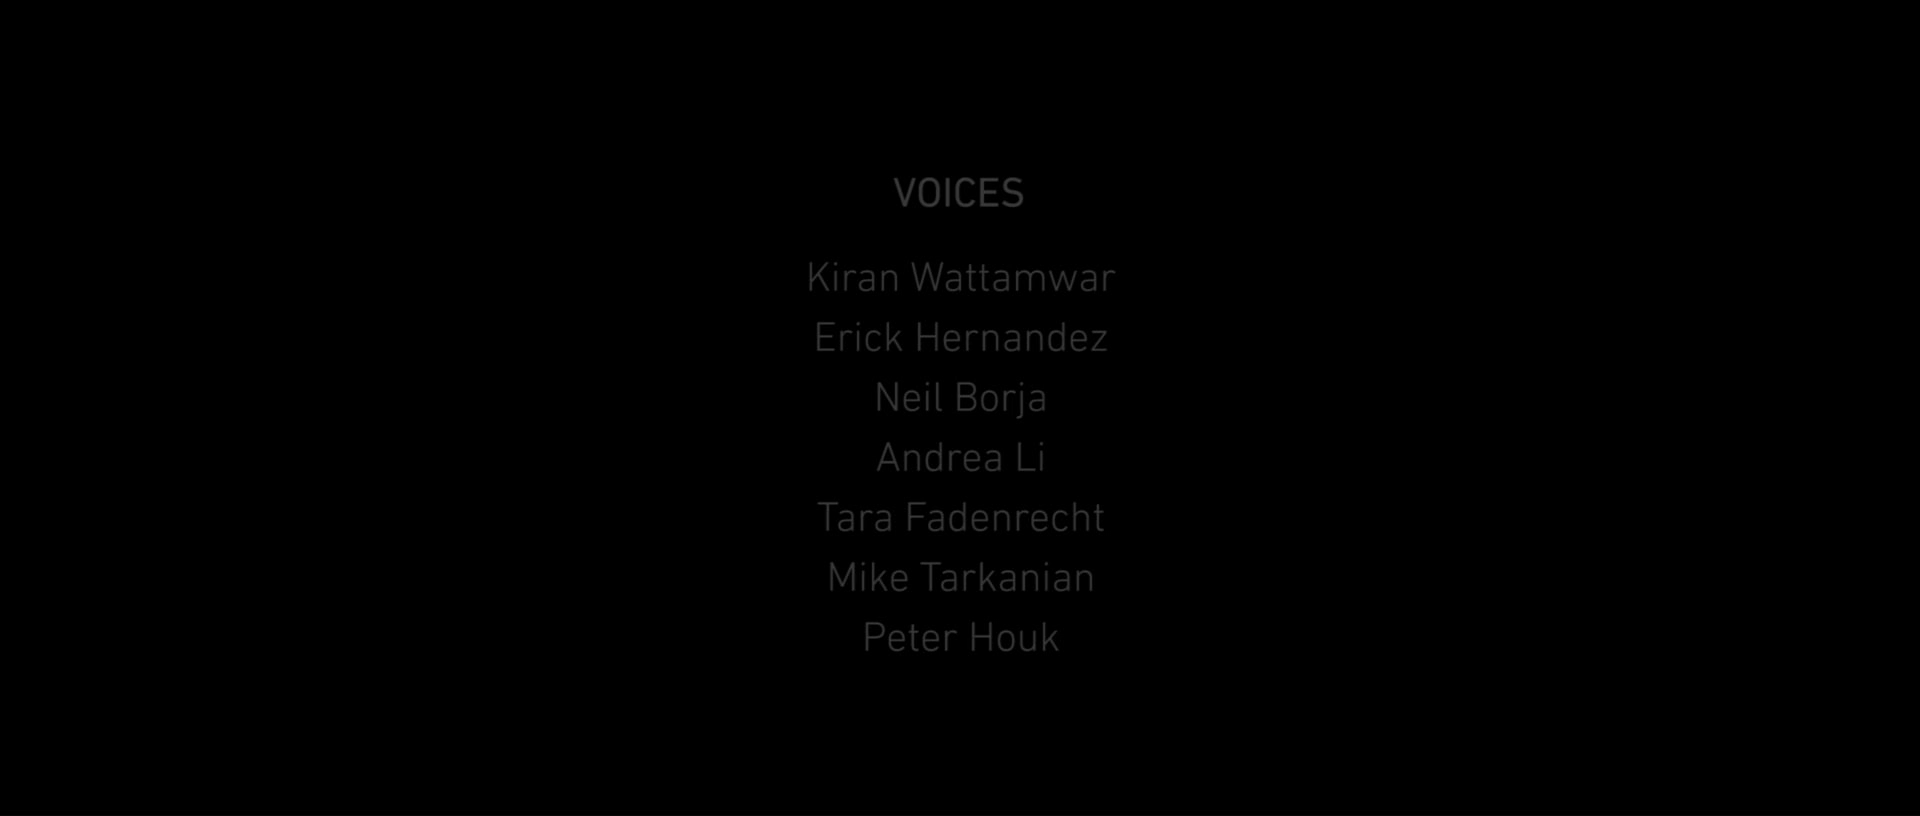 VOICES
Kiran Wattamwar
Erick Hernandez
Neil Borja
Andrea Li
Tara Fadenrecht
Mike Tarkanian
Peter Houk